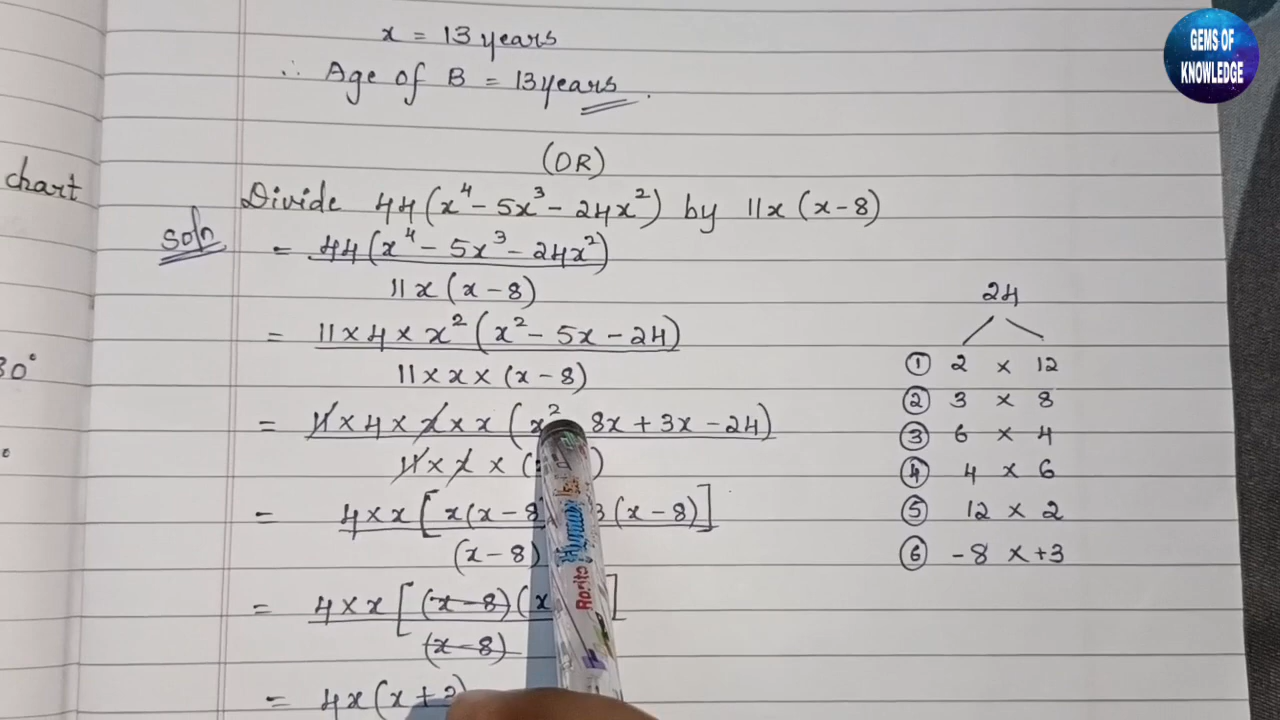 x = 13 years
∴ Age of B = 13 years.
(OR)
chart
Divide 44(x⁴ - 5x³ - 24x²) by 11x(x-8)
Soln
= 44(x⁴ - 5x³ - 24x²)
11x(x-8)
= 11 × 4 × x²(x² - 5x - 24)
11 × x × (x-8)
30°
= 11 × 4 × x × x (x² 8x + 3x - 24)
11 × x × ( )
= 4 × x [x(x-8) 3(x-8)]
(x-8)
= 4 × x [(x-8)(x ]
(x-8)
= 4x(x+3)
24
① 2 × 12
② 3 × 8
③ 6 × 4
④ 4 × 6
⑤ 12 × 2
⑥ -8 × +3
Rorito
GEMS OF
KNOWLEDGE